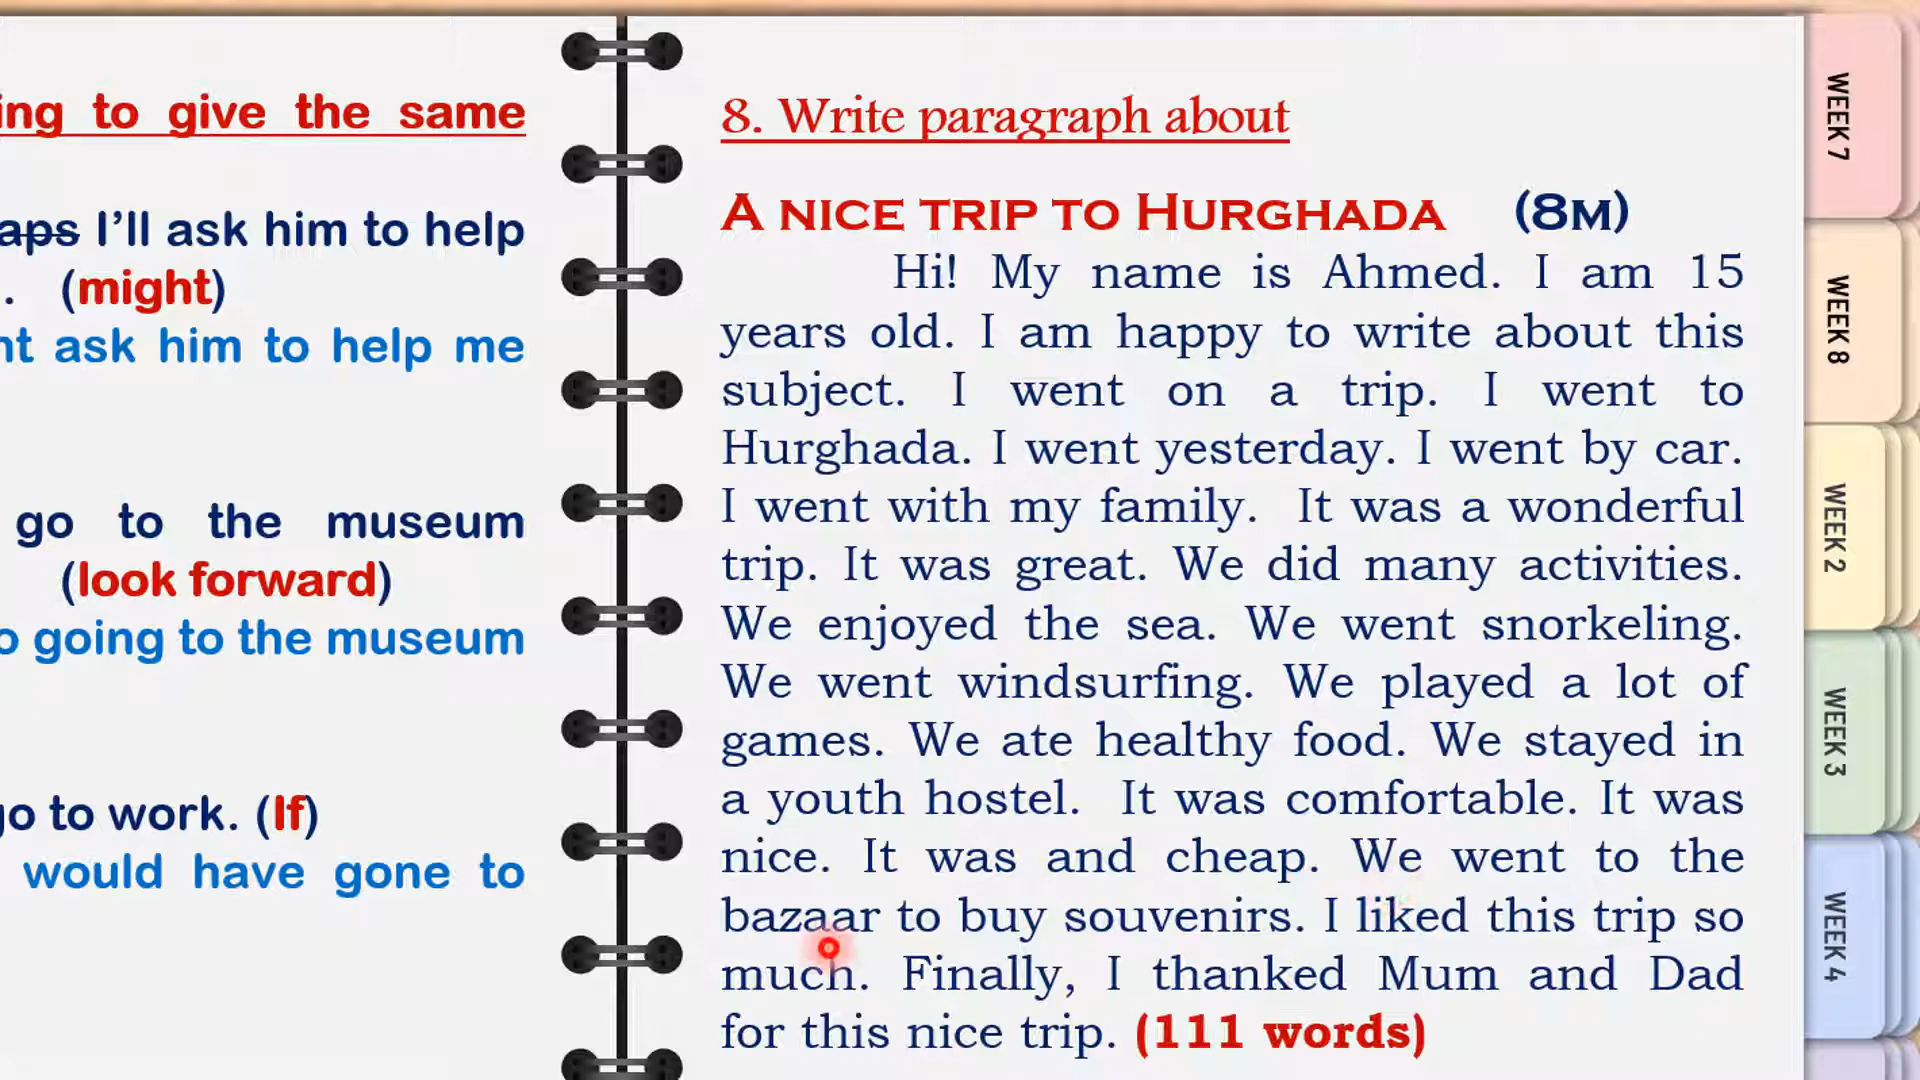 ing to give the same
aps I'll ask him to help
. (might)
nt ask him to help me
go to the museum
(look forward)
o going to the museum
go to work. (If)
would have gone to
8. Write paragraph about
A NICE TRIP TO HURGHADA (8M)
Hi! My name is Ahmed. I am 15
years old. I am happy to write about this
subject. I went on a trip. I went to
Hurghada. I went yesterday. I went by car.
I went with my family. It was a wonderful
trip. It was great. We did many activities.
We enjoyed the sea. We went snorkeling.
We went windsurfing. We played a lot of
games. We ate healthy food. We stayed in
a youth hostel. It was comfortable. It was
nice. It was and cheap. We went to the
bazaar to buy souvenirs. I liked this trip so
much. Finally, I thanked Mum and Dad
for this nice trip. (111 words)
WEEK 7
WEEK 8
WEEK 2
WEEK 3
WEEK 4